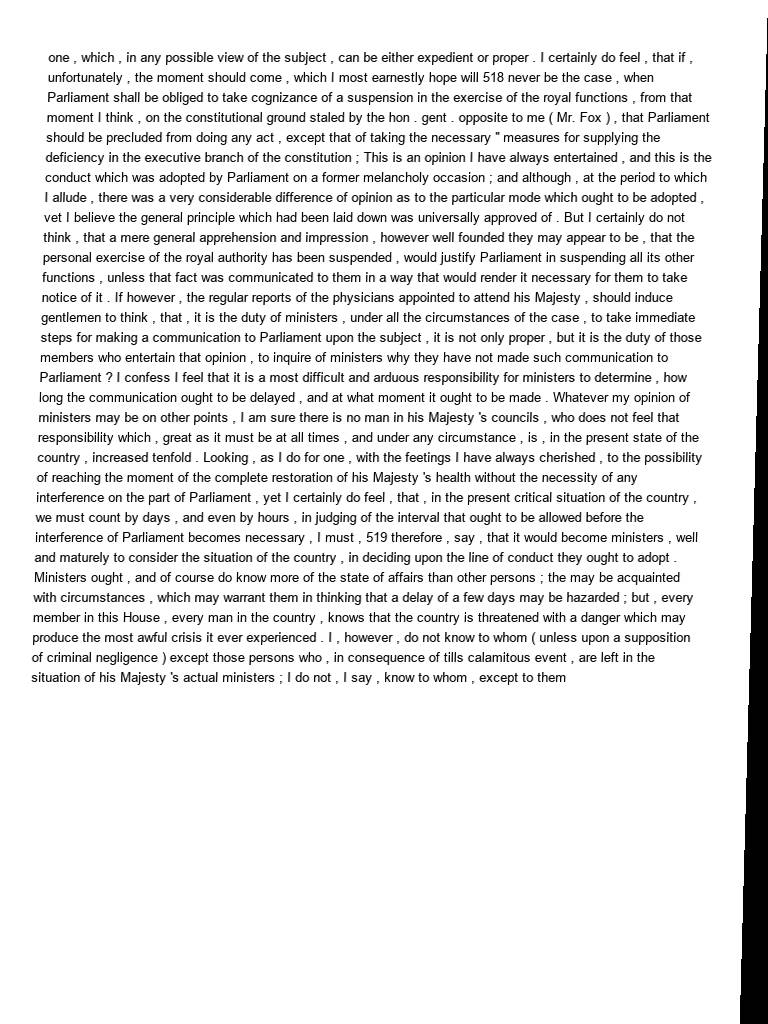 one , which , in any possible view of the subject , can be either expedient or proper . I certainly do feel , that if ,
unfortunately , the moment should come , which I most earnestly hope will 518 never be the case , when
Parliament shall be obliged to take cognizance of a suspension in the exercise of the royal functions , from that
moment I think , on the constitutional ground staled by the hon . gent . opposite to me ( Mr. Fox ) , that Parliament
should be precluded from doing any act , except that of taking the necessary " measures for supplying the
deficiency in the executive branch of the constitution ; This is an opinion I have always entertained , and this is the
conduct which was adopted by Parliament on a former melancholy occasion ; and although , at the period to which
I allude , there was a very considerable difference of opinion as to the particular mode which ought to be adopted ,
vet I believe the general principle which had been laid down was universally approved of . But I certainly do not
think , that a mere general apprehension and impression , however well founded they may appear to be , that the
personal exercise of the royal authority has been suspended , would justify Parliament in suspending all its other
functions , unless that fact was communicated to them in a way that would render it necessary for them to take
notice of it . If however , the regular reports of the physicians appointed to attend his Majesty , should induce
gentlemen to think , that , it is the duty of ministers , under all the circumstances of the case , to take immediate
steps for making a communication to Parliament upon the subject , it is not only proper , but it is the duty of those
members who entertain that opinion , to inquire of ministers why they have not made such communication to
Parliament ? I confess I feel that it is a most difficult and arduous responsibility for ministers to determine , how
long the communication ought to be delayed , and at what moment it ought to be made . Whatever my opinion of
ministers may be on other points , I am sure there is no man in his Majesty 's councils , who does not feel that
responsibility which , great as it must be at all times , and under any circumstance , is , in the present state of the
country , increased tenfold . Looking , as I do for one , with the feetings I have always cherished , to the possibility
of reaching the moment of the complete restoration of his Majesty 's health without the necessity of any
interference on the part of Parliament , yet I certainly do feel , that , in the present critical situation of the country ,
we must count by days , and even by hours , in judging of the interval that ought to be allowed before the
interference of Parliament becomes necessary , I must , 519 therefore , say , that it would become ministers , well
and maturely to consider the situation of the country , in deciding upon the line of conduct they ought to adopt .
Ministers ought , and of course do know more of the state of affairs than other persons ; the may be acquainted
with circumstances , which may warrant them in thinking that a delay of a few days may be hazarded ; but , every
member in this House , every man in the country , knows that the country is threatened with a danger which may
produce the most awful crisis it ever experienced . I , however , do not know to whom ( unless upon a supposition
of criminal negligence ) except those persons who , in consequence of tills calamitous event , are left in the
situation of his Majesty 's actual ministers ; I do not , I say , know to whom , except to them